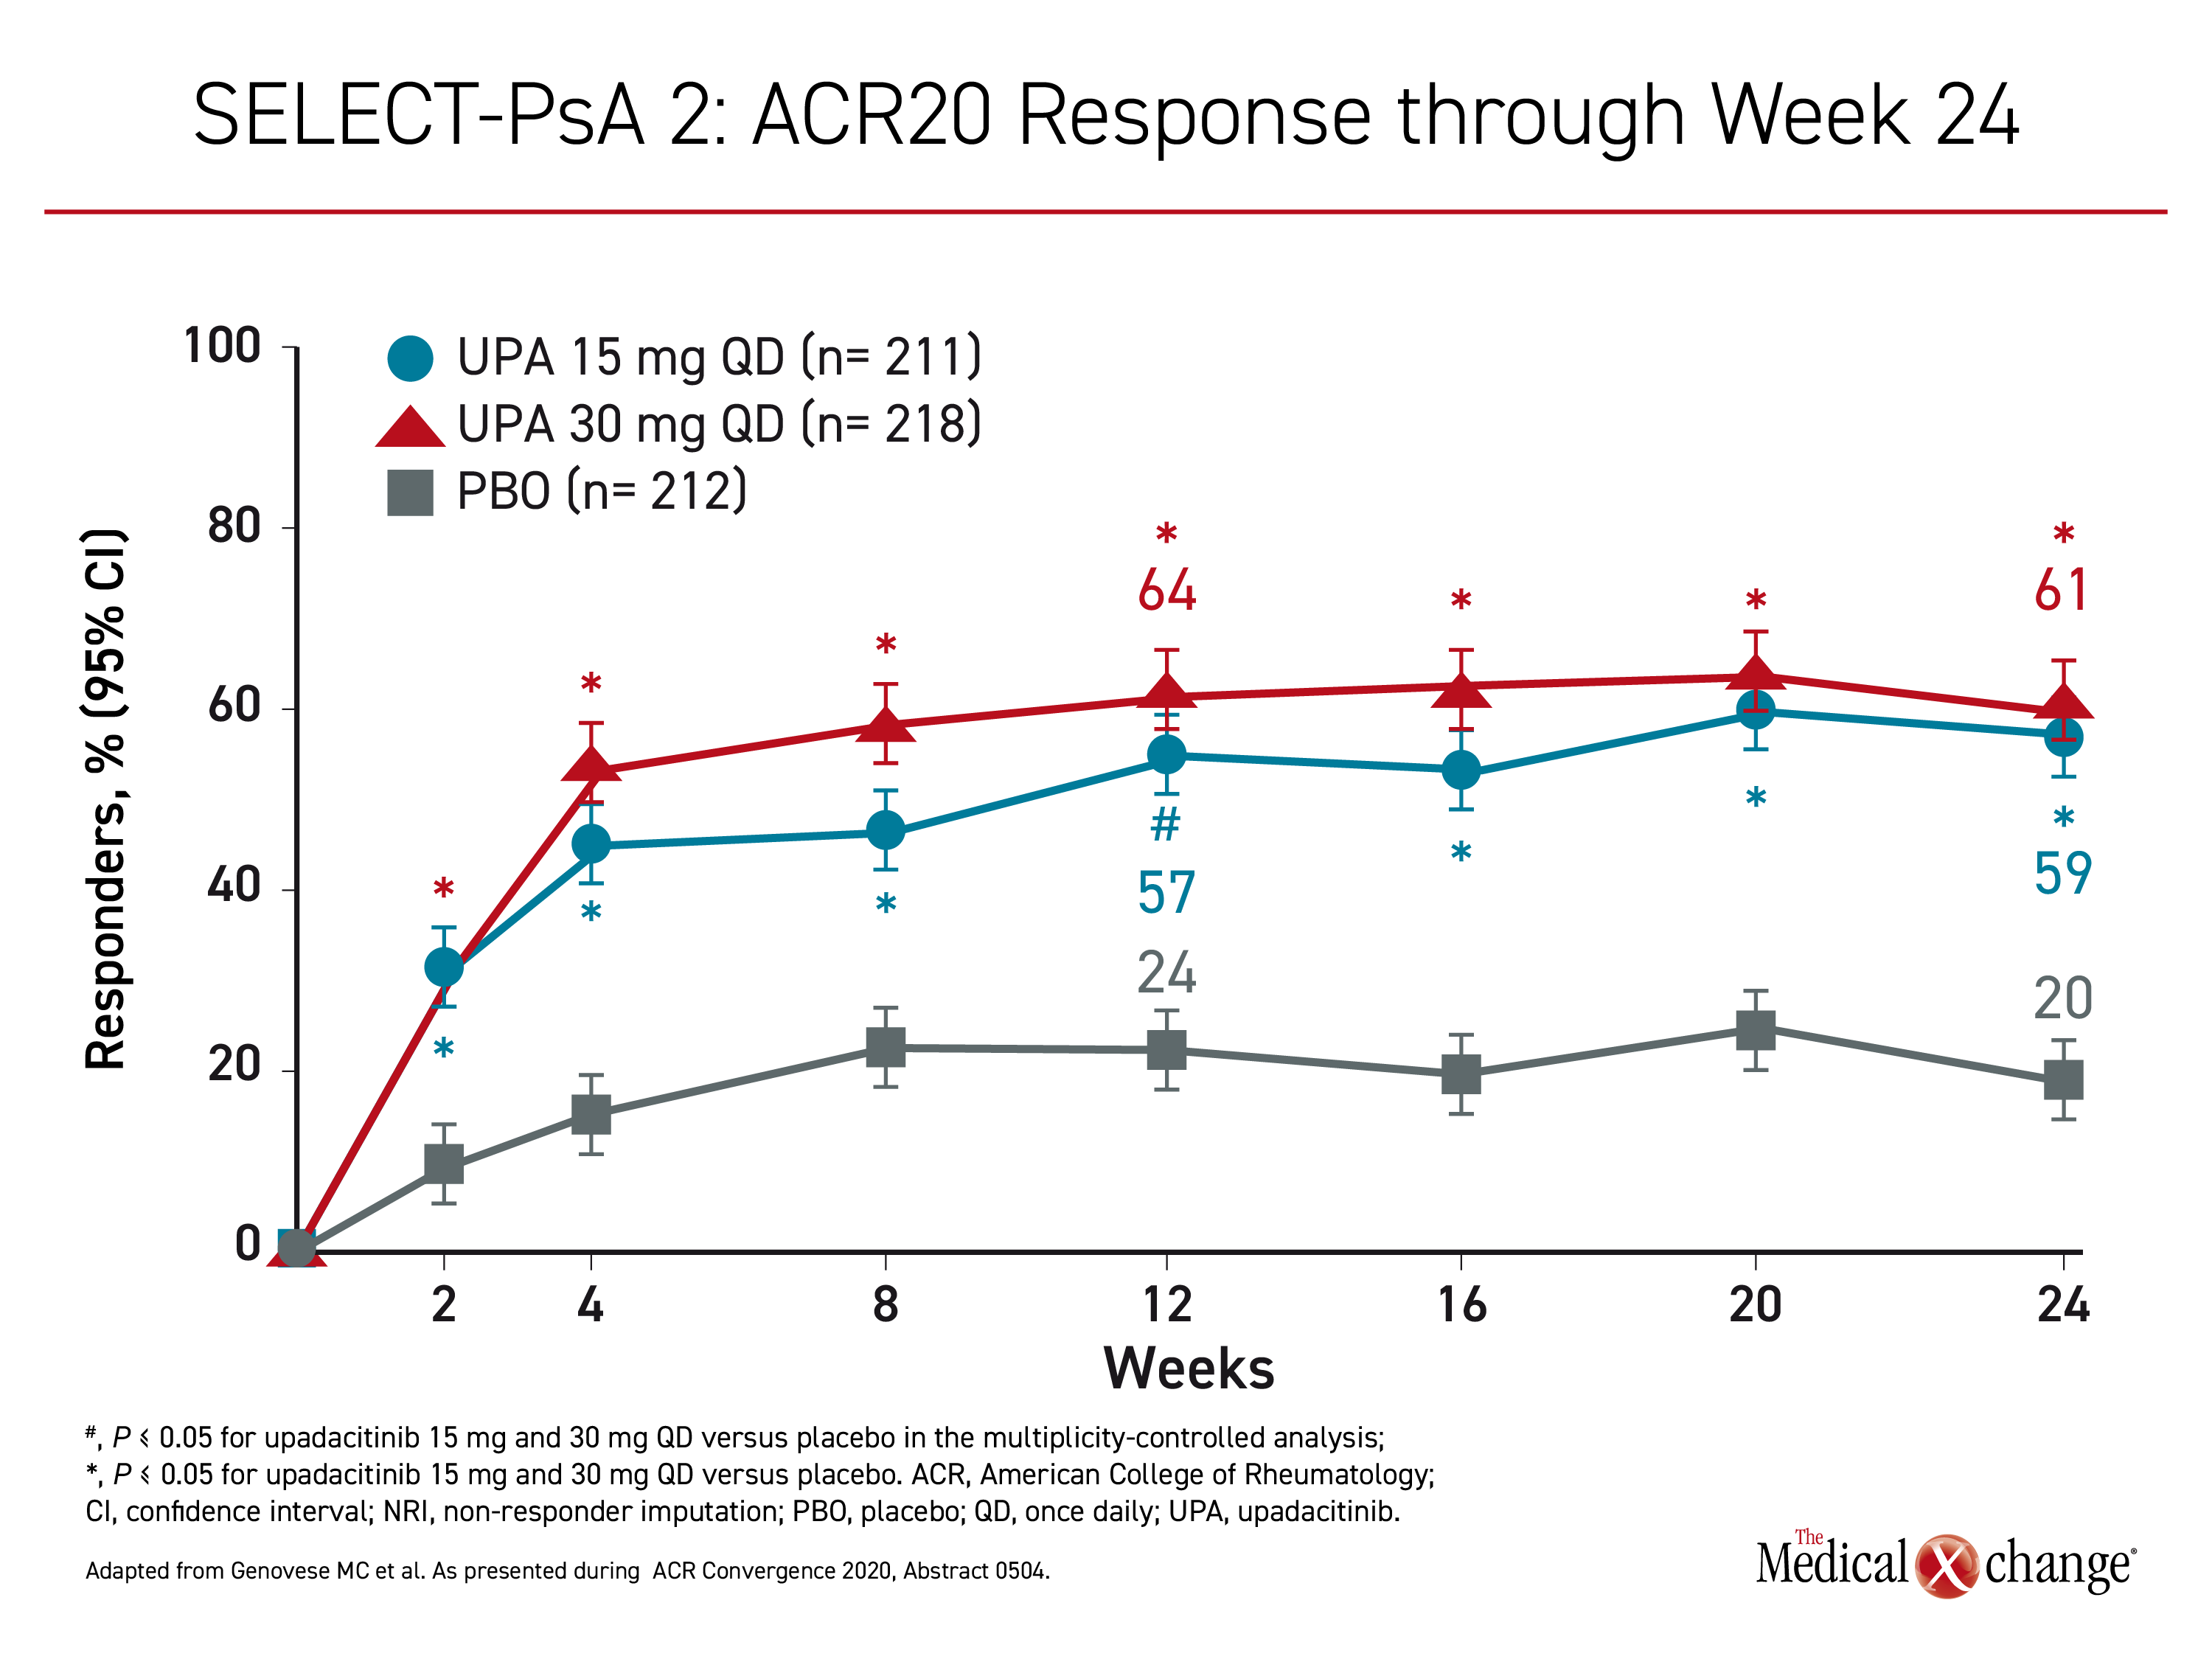 SELECT-PsA 2: ACR20 Response through Week 24
Responders, % (95% CI)
100
80
60
40
20
0
UPA 15 mg QD (n= 211)
UPA 30 mg QD (n= 218)
PBO (n= 212)
*
*
*
*
*
*
*
*
*
64
#
57
24
*
*
*
*
*
61
*
59
20
2 4 8 12 16 20 24
Weeks
#, P ≤ 0.05 for upadacitinib 15 mg and 30 mg QD versus placebo in the multiplicity-controlled analysis;
*, P ≤ 0.05 for upadacitinib 15 mg and 30 mg QD versus placebo. ACR, American College of Rheumatology;
CI, confidence interval; NRI, non-responder imputation; PBO, placebo; QD, once daily; UPA, upadacitinib.
Adapted from Genovese MC et al. As presented during ACR Convergence 2020, Abstract 0504.
The
Medical X change®